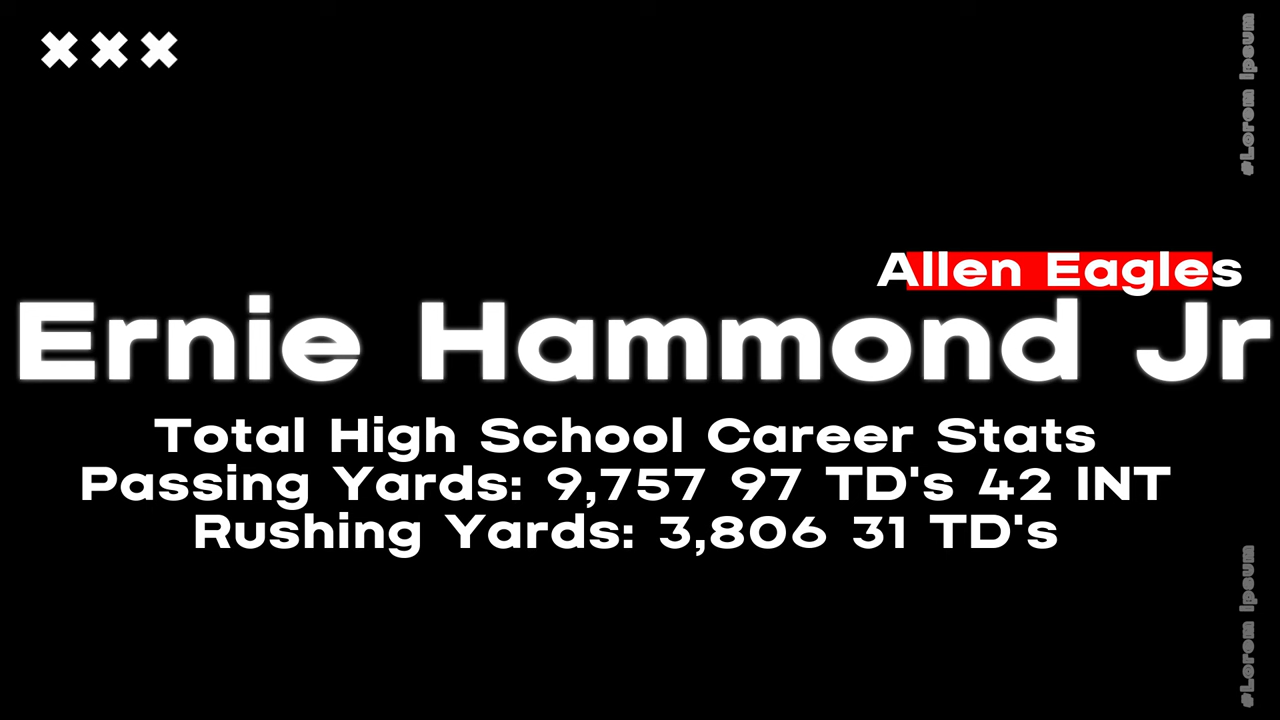 #Lorem Ipsum
Allen Eagles
Ernie Hammond Jr
Total High School Career Stats
Passing Yards: 9,757 97 TD's 42 INT
Rushing Yards: 3,806 31 TD's
#Lorem Ipsum